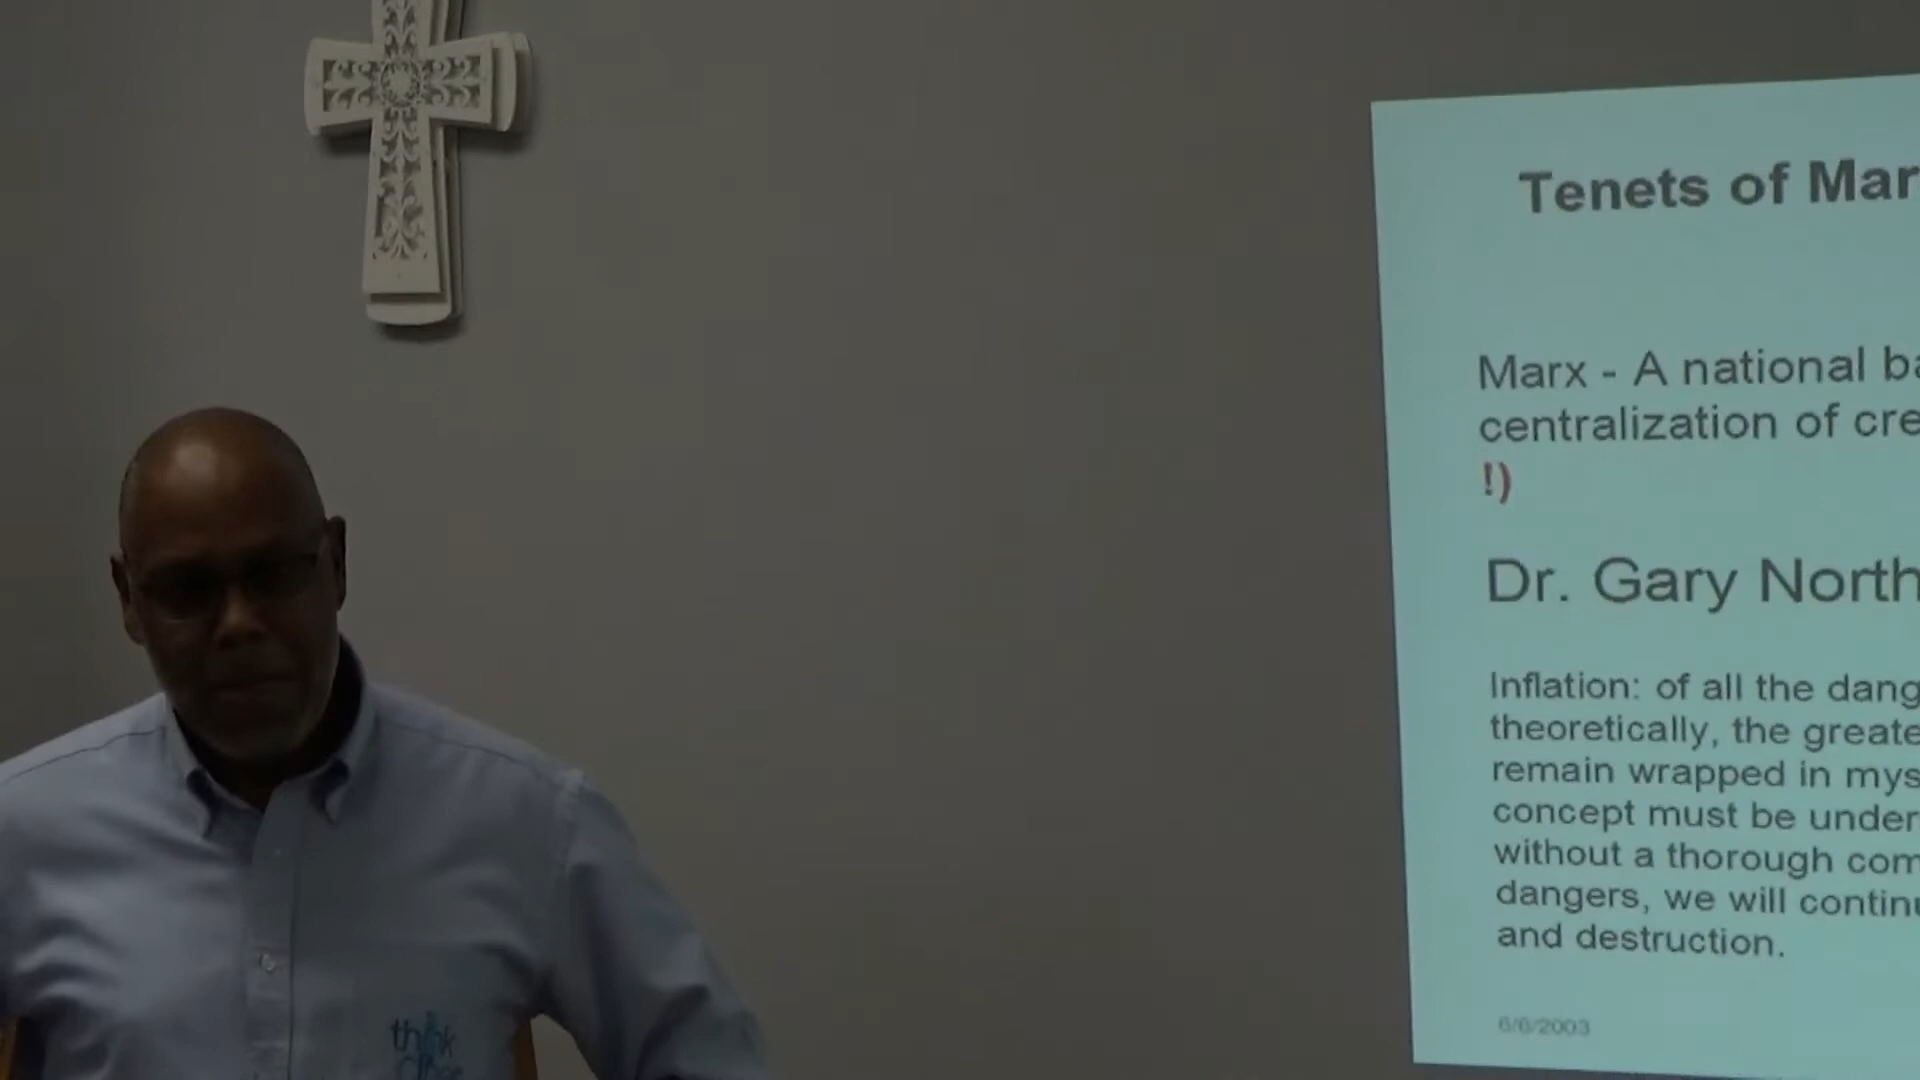 Tenets of Mar
Marx - A national ba
centralization of cre
!)
Dr. Gary North
Inflation: of all the dang
theoretically, the greate
remain wrapped in mys
concept must be under
without a thorough com
dangers, we will continu
and destruction.
6/6/2003
think